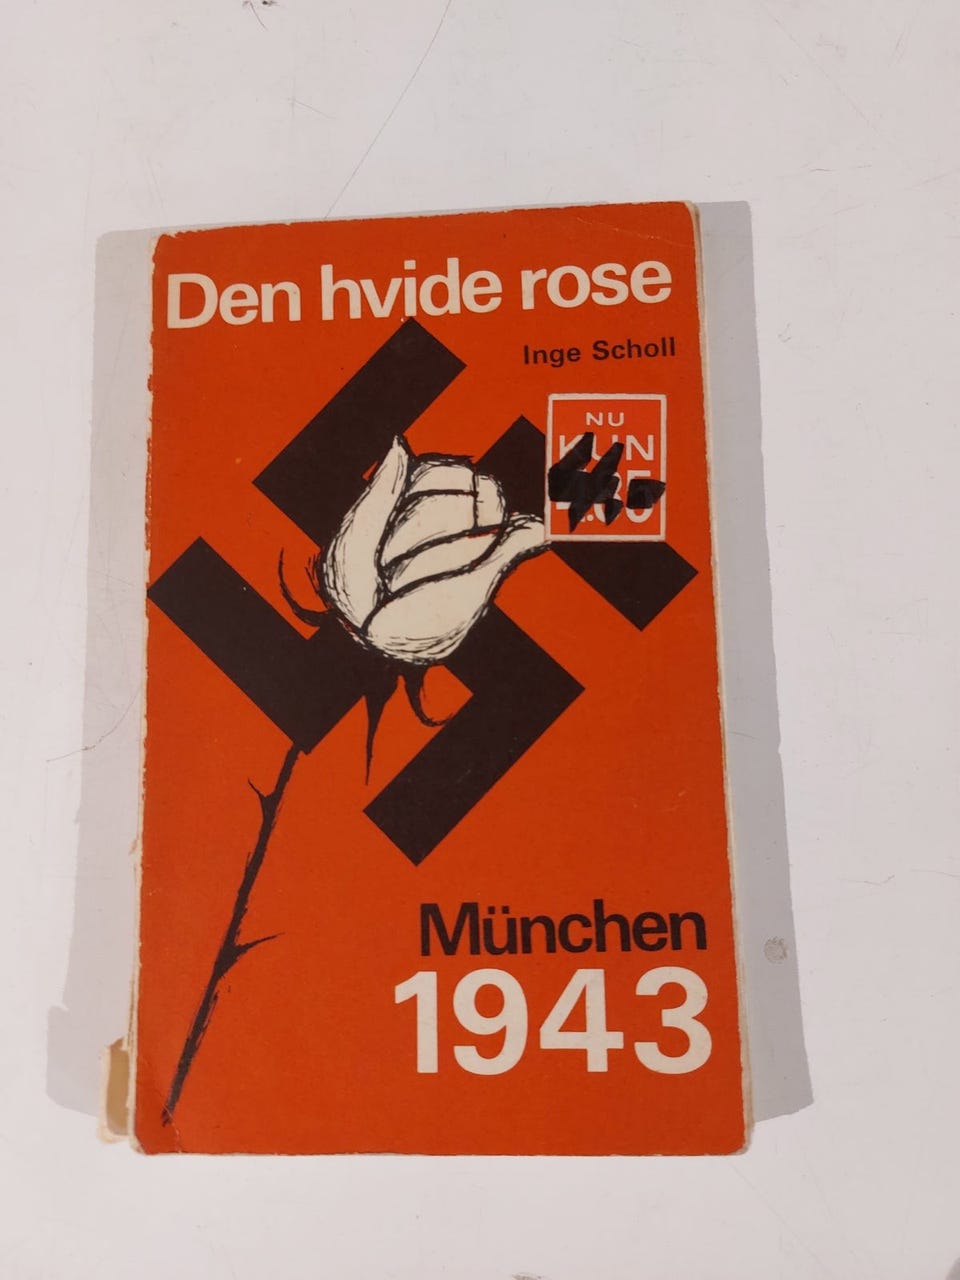 Den hvide rose
Inge Scholl
NU
KUN
München
1943